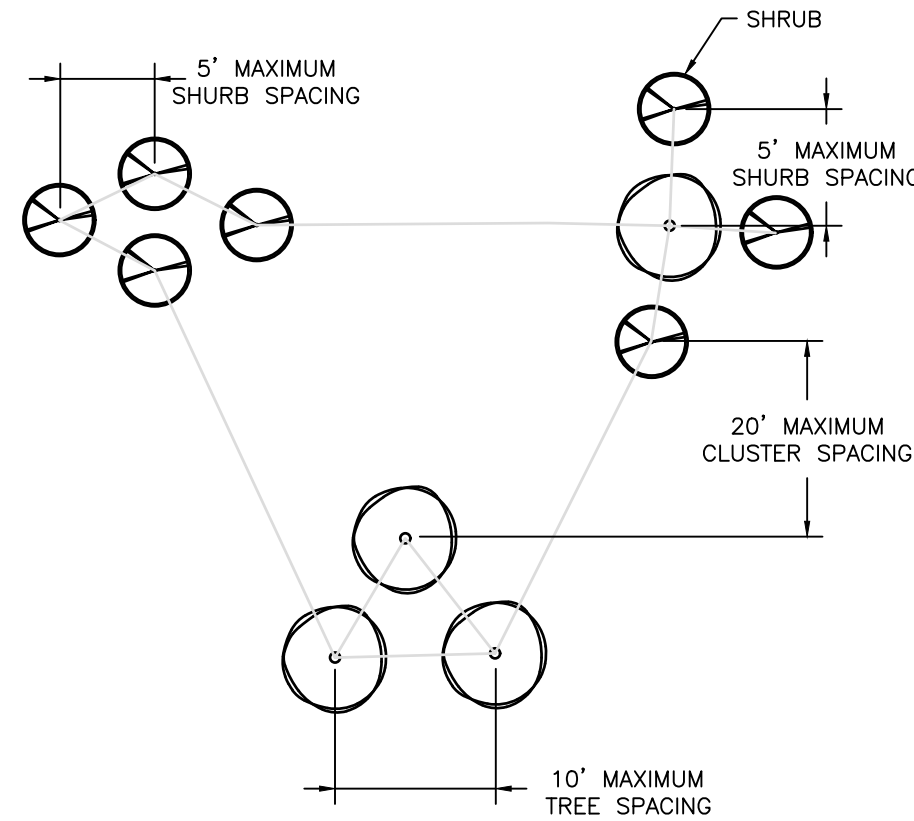 SHRUB
5' MAXIMUM
SHURB SPACING
5' MAXIMUM
SHURB SPACING
20' MAXIMUM
CLUSTER SPACING
10' MAXIMUM
TREE SPACING